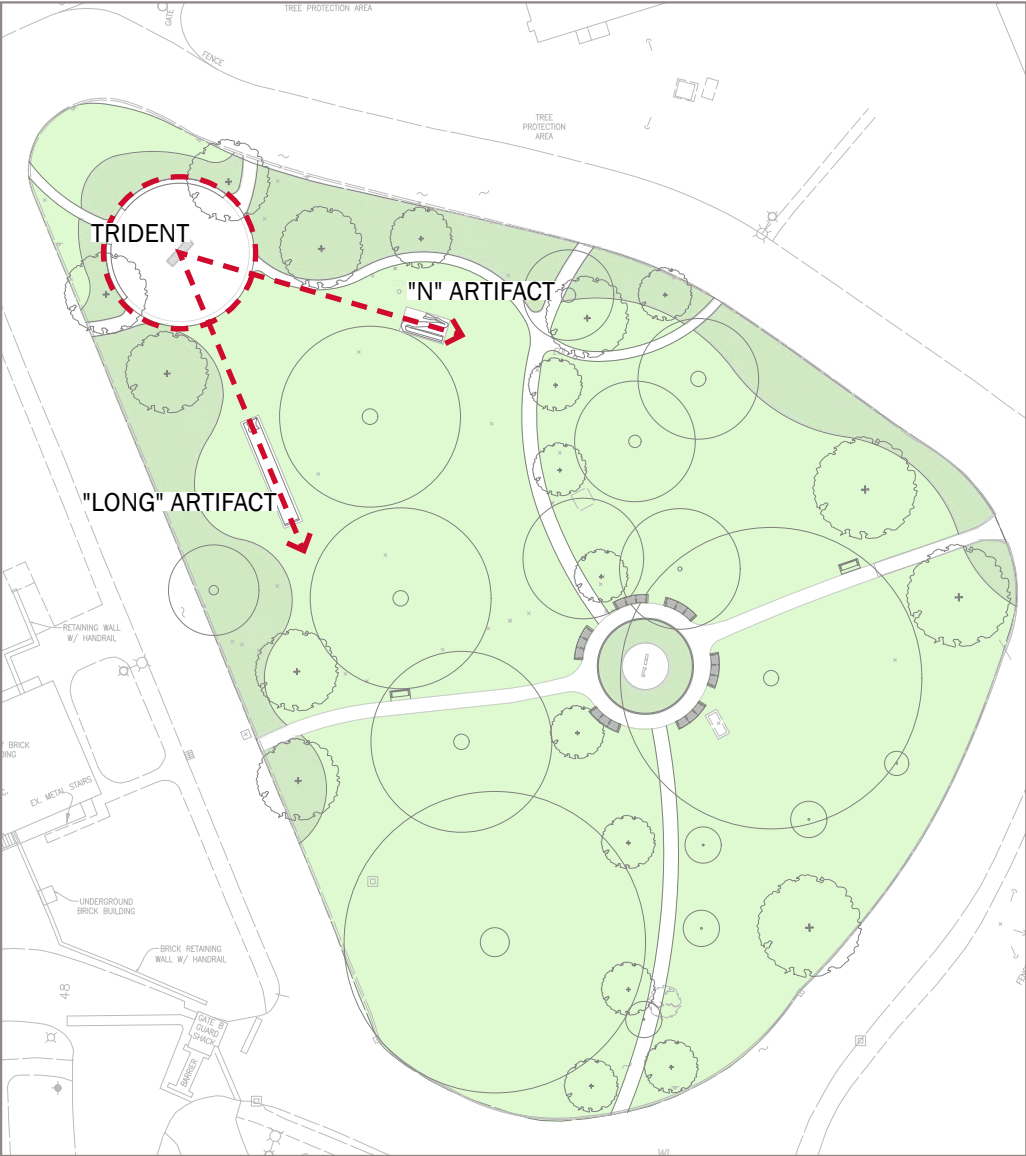 TREE PROTECTION AREA
GATE
FENCE
TREE
PROTECTION
AREA
TRIDENT
"N" ARTIFACT
"LONG" ARTIFACT
RETAINING WALL
W/ HANDRAIL
BRICK
EX. METAL STAIRS
UNDERGROUND
BRICK BUILDING
BRICK RETAINING
WALL W/ HANDRAIL
48
GATE B
GUARD
SHACK
BARRIER